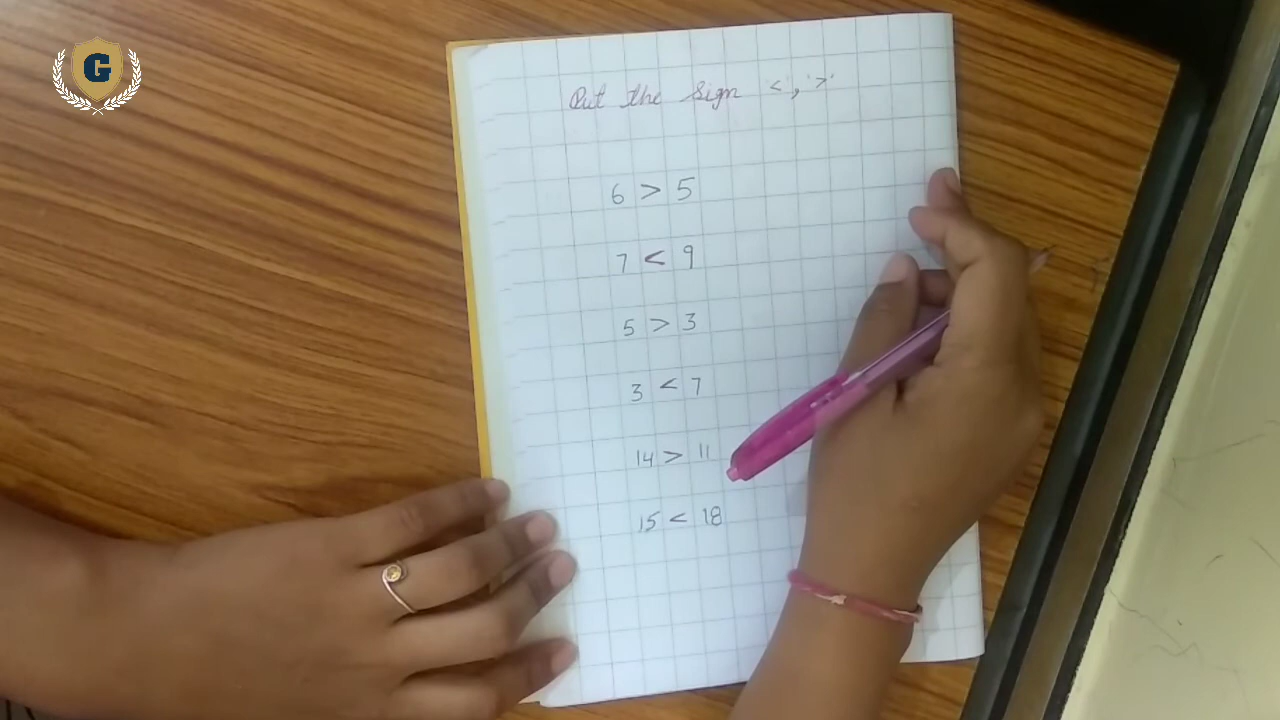 G
Put the Sign '<', '>'
6 > 5
7 < 9
5 > 3
3 < 7
14 > 11
15 < 18